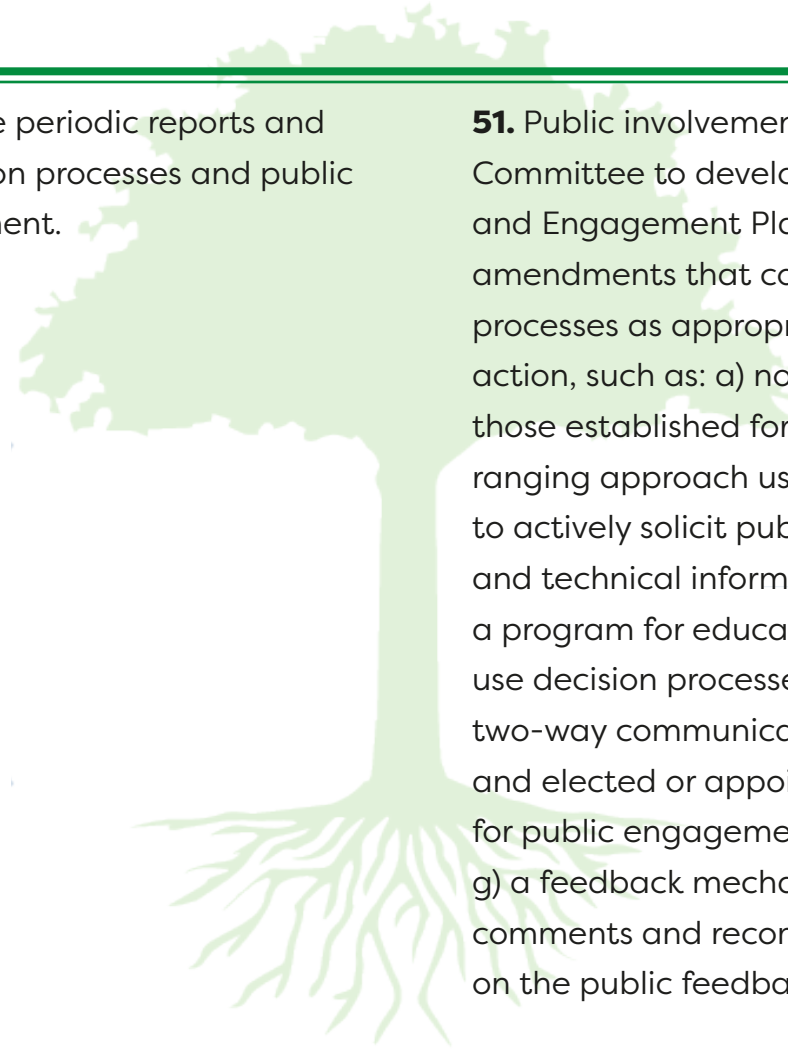 e periodic reports and
on processes and public
ent.
51. Public involvemen
Committee to develo
and Engagement Pla
amendments that co
processes as appropr
action, such as: a) no
those established for
ranging approach us
to actively solicit pub
and technical inform
a program for educa
use decision processe
two-way communica
and elected or appoi
for public engageme
g) a feedback mecha
comments and recor
on the public feedba